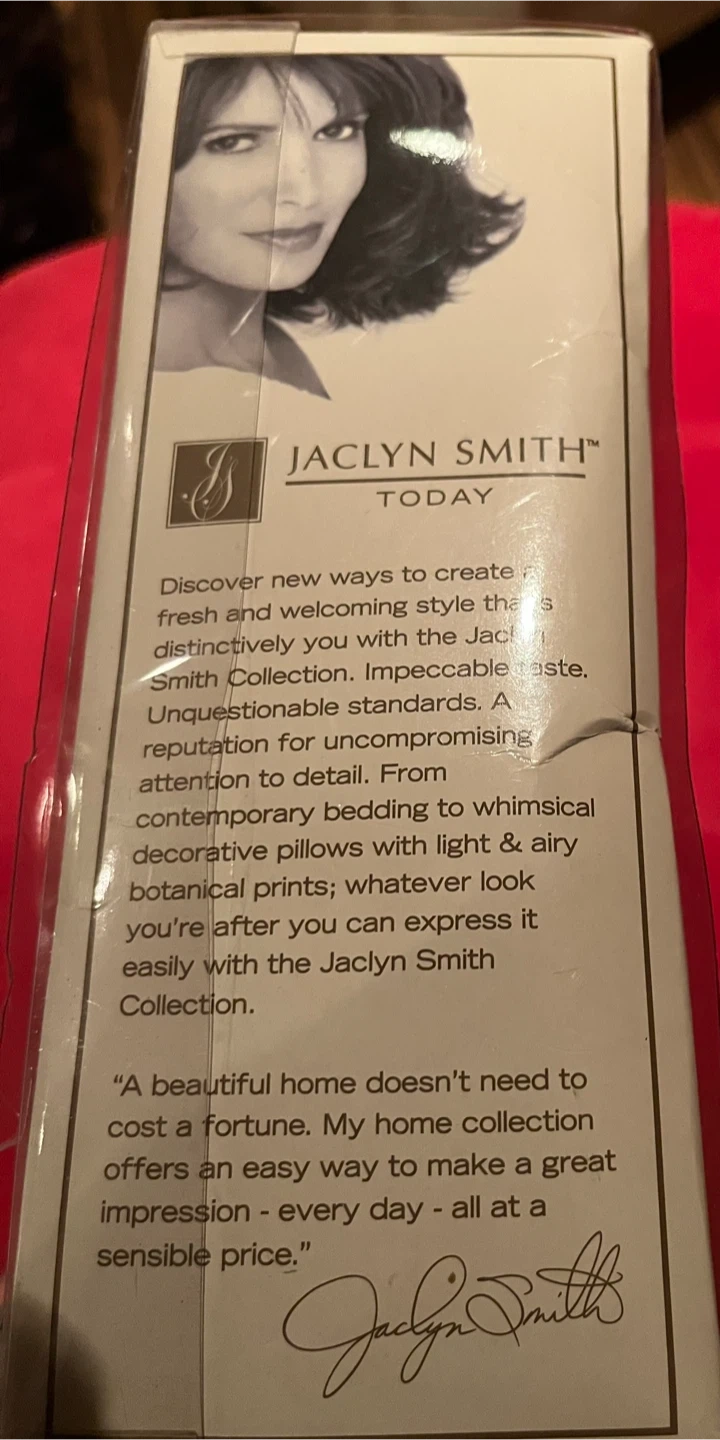 JS
JACLYN SMITH™
TODAY
Discover new ways to create
fresh and welcoming style
distinctively you with the
Smith Collection. Impeccable
Unquestionable standards. A
reputation for uncompromising
attention to detail. From
contemporary bedding to whimsical
decorative pillows with light & airy
botanical prints; whatever look
you're after you can express it
easily with the Jaclyn Smith
Collection.
“A beautiful home doesn't need to
cost a fortune. My home collection
offers an easy way to make a great
impression - every day - all at a
sensible price.”
Jaclyn Smith